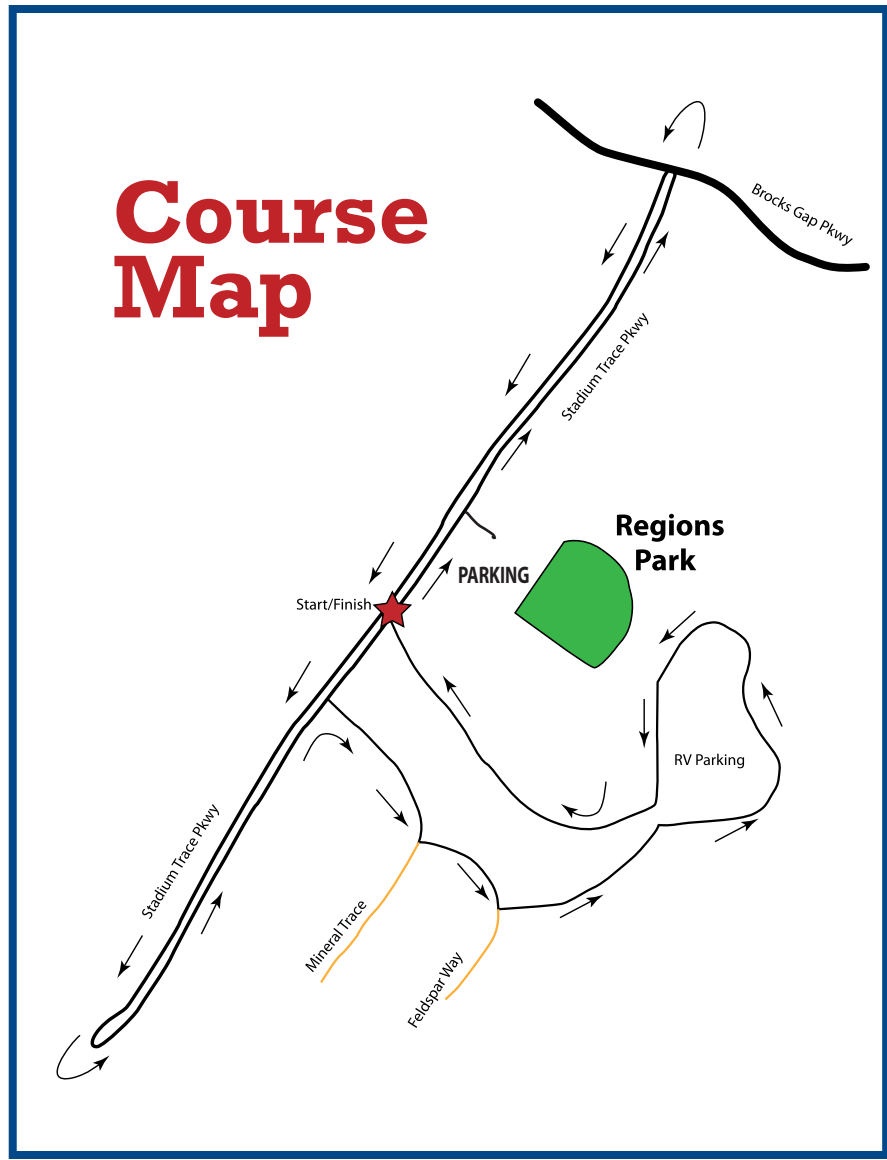 Course
Map
Brocks Gap Pkwy
Stadium Trace Pkwy
Regions
Park
PARKING
Start/Finish
RV Parking
Stadium Trace Pkwy
Mineral Trace
Feldspar Way